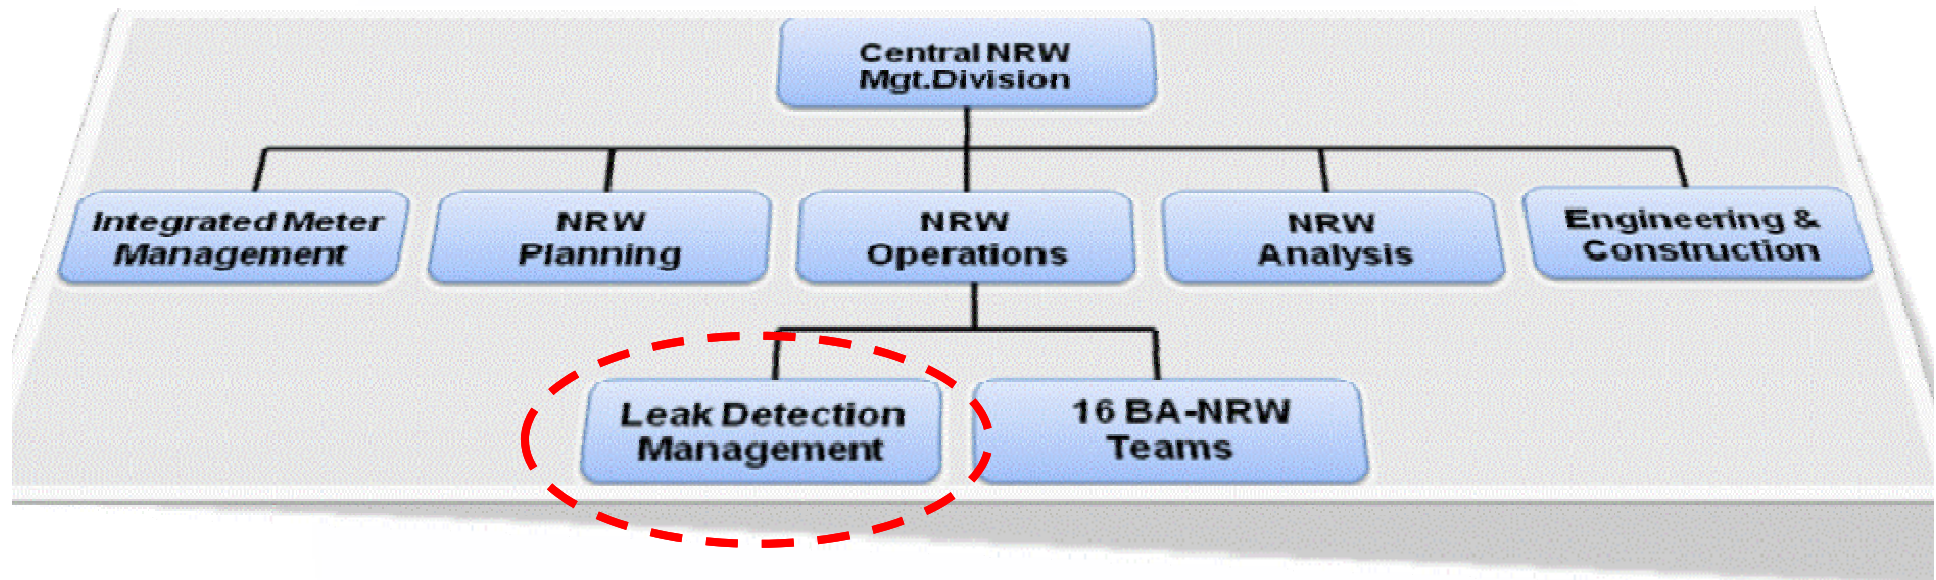 Central NRW
Mgt.Division
Integrated Meter
Management
NRW
Planning
NRW
Operations
NRW
Analysis
Engineering &
Construction
Leak Detection
Management
16 BA-NRW
Teams